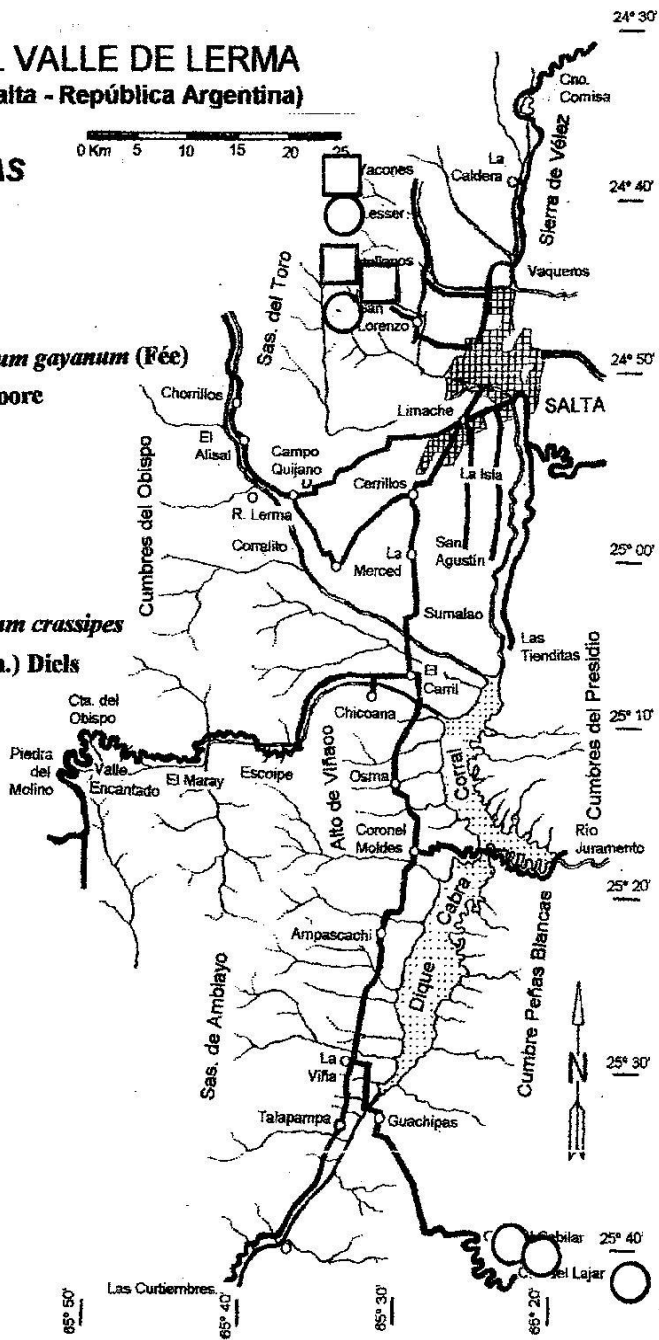 L VALLE DE LERMA
alta - República Argentina)
0 Km 5 10 15 20 25
AS
24° 30'
Cno.
Cornisa
La
Caldera
Sierra de Vélez
24° 40'
Yacones
Lesser
Vaqueros
San
Lorenzo
Sas. del Toro
24° 50'
um gayanum (Fée)
oore
Chorrillos
Limache
SALTA
El
Alisal
Campo
Quijano
La Isla
Cerrillos
Cumbres del Obispo
R. Lerma
Corralito
La
Merced
San
Agustín
25° 00'
Sumalao
um crassipes
.) Diels
Las
Tienditas
El
Carril
Cta. del
Obispo
Chicoana
25° 10'
Cumbres del Presidio
Piedra
del
Molino
Valle
Encantado
El Maray
Escoipe
Alto de Viñaco
Osma
Corral
Coronel
Moldes
Río
Juramento
25° 20'
Cabra
Ampascachi
Dique
Cumbre Peñas Blancas
Sas. de Amblayo
N
La
Viña
25° 30'
Talapampa
Guachipas
25° 40'
del Lajar
Las Curtiembres
65° 50'
65° 40'
65° 30'
65° 20'